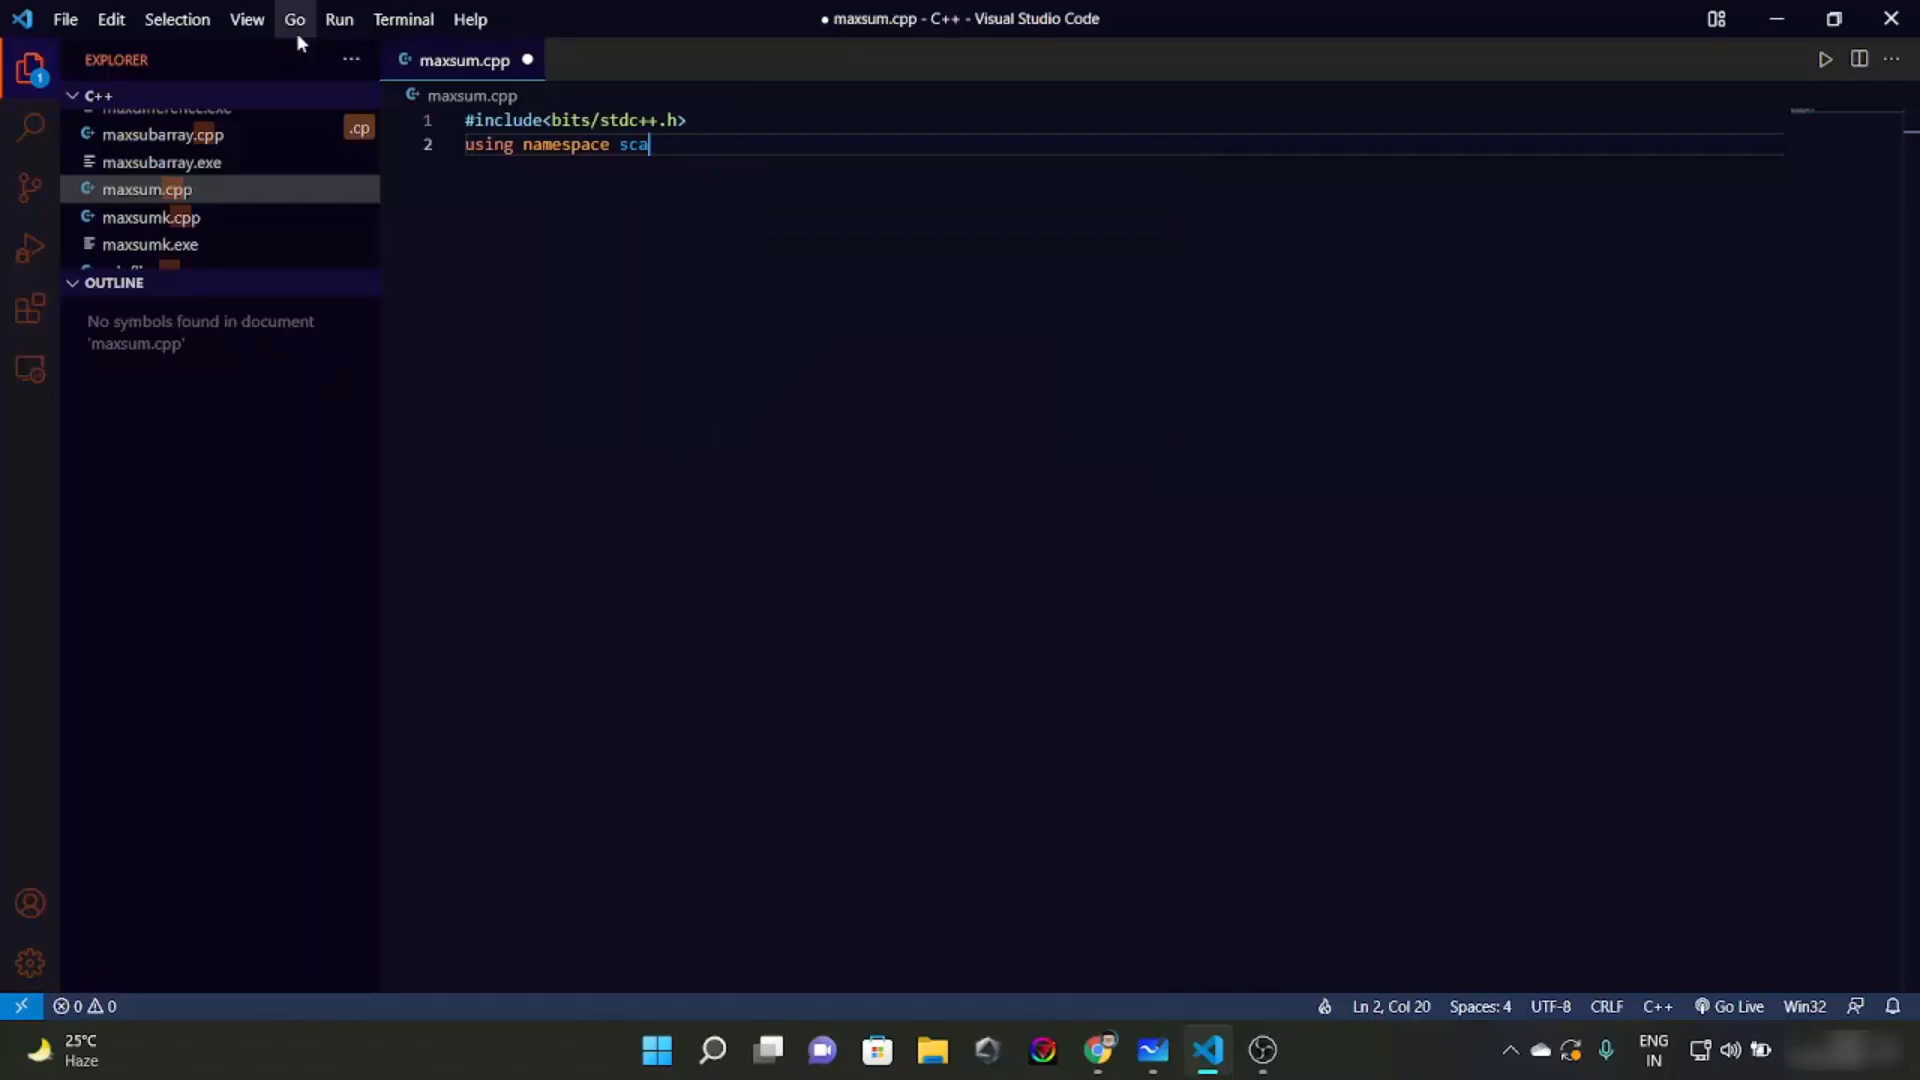 File Edit Selection View Go Run Terminal Help
● maxsum.cpp - C++ - Visual Studio Code
EXPLORER
maxsum.cpp
1
C++
maxsum.cpp
maxsubarray.cpp
.cp
maxsubarray.exe
maxsum.cpp
maxsumk.cpp
maxsumk.exe
OUTLINE
No symbols found in document
'maxsum.cpp'
1 #include<bits/stdc++.h>
2 using namespace sca
0 0
Ln 2, Col 20 Spaces: 4 UTF-8 CRLF C++ Go Live Win32
25°C
Haze
ENG
IN